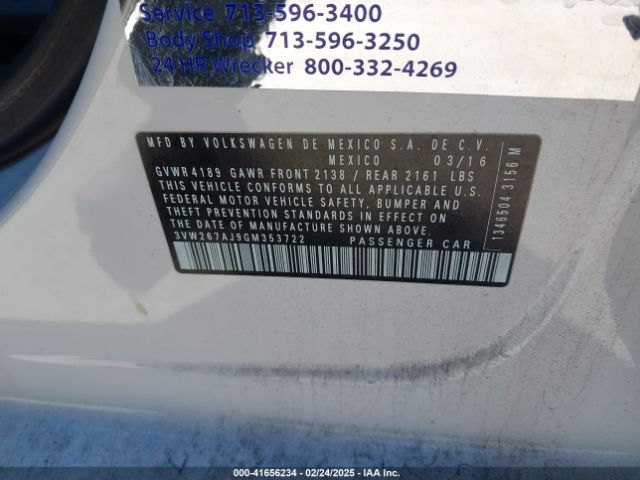 Service 713-596-3400
Body Shop 713-596-3250
24 HR Wrecker 800-332-4269
MFD BY VOLKSWAGEN DE MEXICO S.A. DE C.V.
MEXICO 03/16
GVWR 4189 GAWR FRONT 2138 / REAR 2161 LBS
THIS VEHICLE CONFORMS TO ALL APPLICABLE U.S.
FEDERAL MOTOR VEHICLE SAFETY, BUMPER AND
THEFT PREVENTION STANDARDS IN EFFECT ON
THE DATE OF MANUFACTURE SHOWN ABOVE.
3VW267AJ9GM353722 PASSENGER CAR
1346504 3156 M
000-41656234 - 02/24/2025 - IAA Inc.